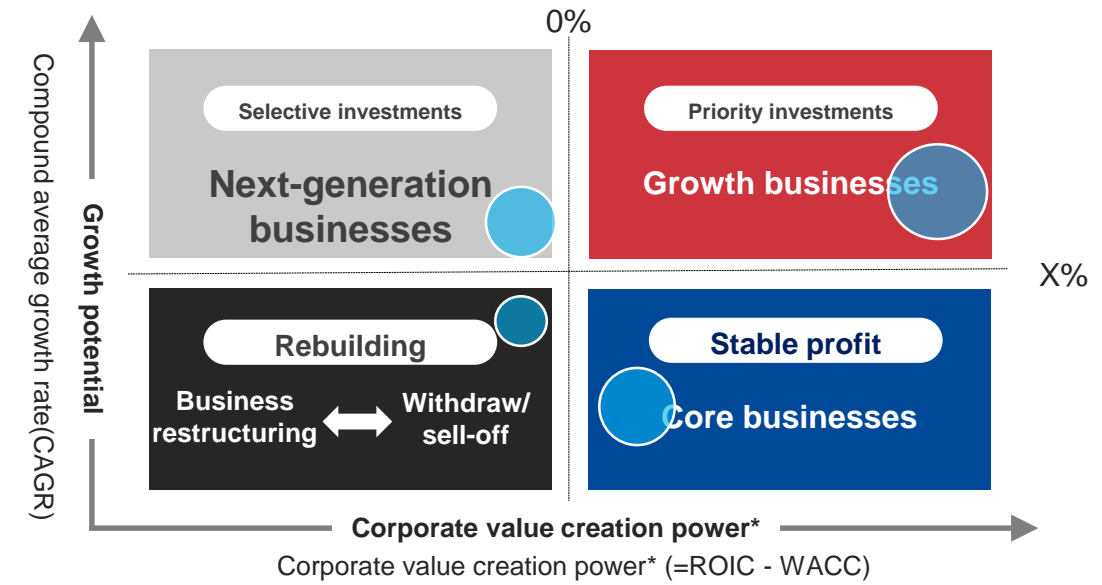 0%
Selective investments
Priority investments
Next-generation
businesses
Growth businesses
X%
Compound average growth rate(CAGR)
Growth potential
Rebuilding
Business
restructuring
Withdraw/
sell-off
Stable profit
Core businesses
Corporate value creation power*
Corporate value creation power* (=ROIC - WACC)